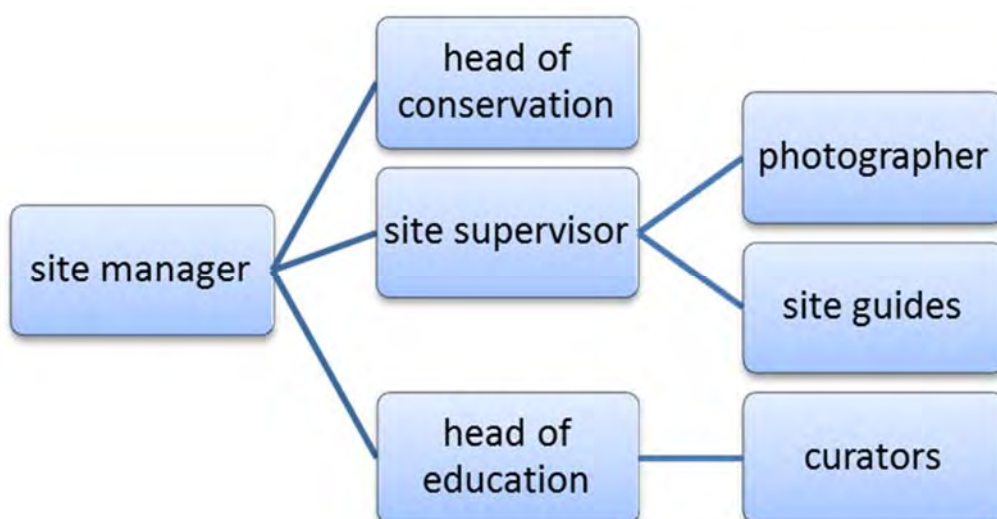 head of
conservation
photographer
site supervisor
site manager
site guides
head of
education
curators